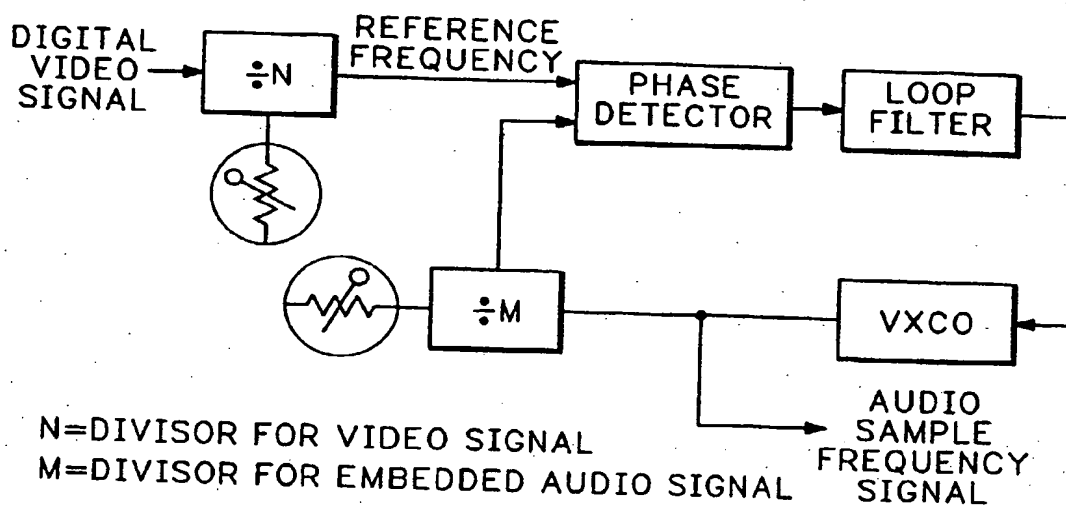 DIGITAL
VIDEO
SIGNAL
÷N
REFERENCE
FREQUENCY
PHASE
DETECTOR
LOOP
FILTER
÷M
VXCO
AUDIO
SAMPLE
FREQUENCY
SIGNAL
N=DIVISOR FOR VIDEO SIGNAL
M=DIVISOR FOR EMBEDDED AUDIO SIGNAL